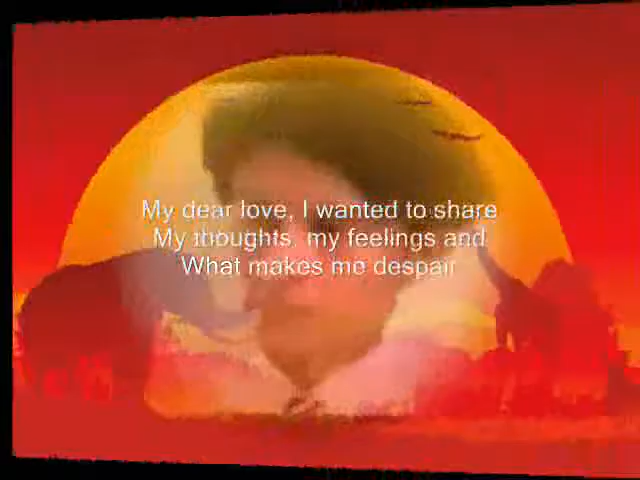 My dear love, I wanted to share
My thoughts, my feelings and
What makes me despair